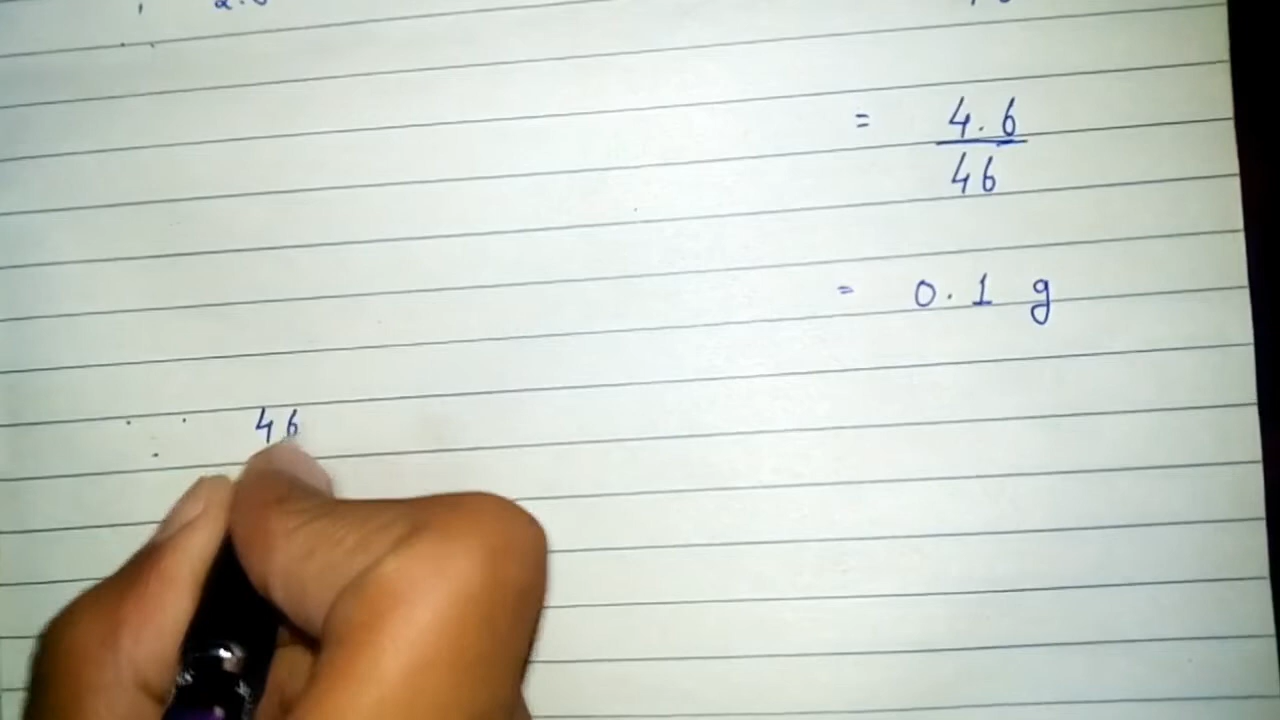 = 4.6
46
= 0.1 g
46